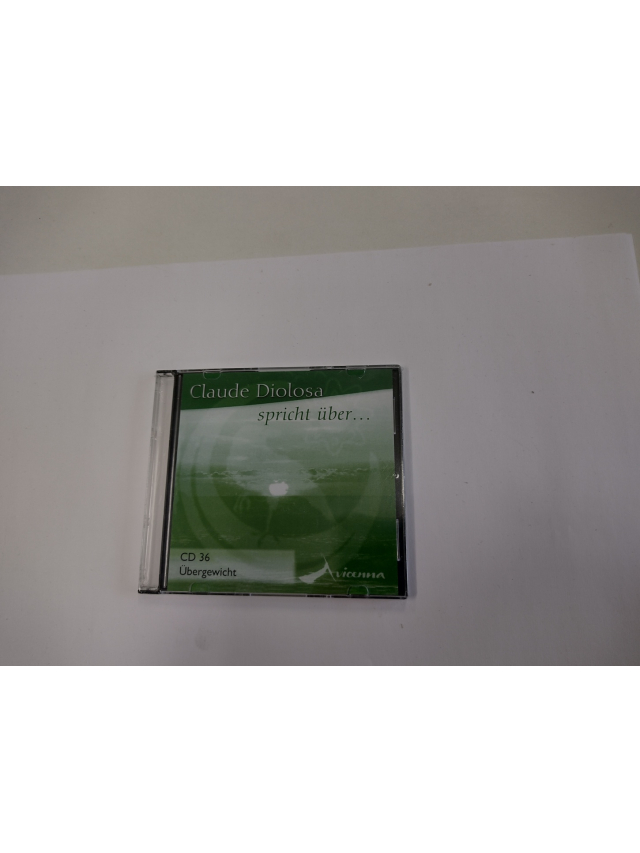 Claude Diolosa
spricht über...
CD 36
Übergewicht
Avicenna